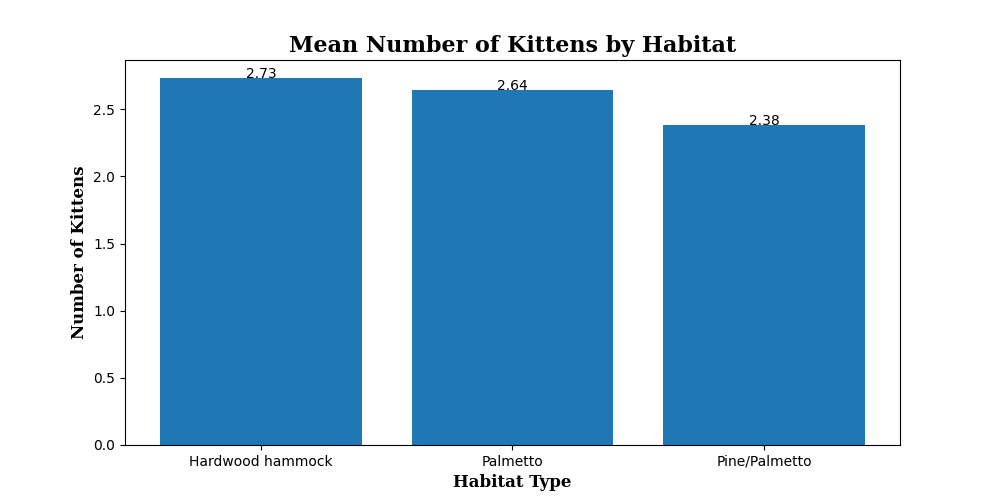 Mean Number of Kittens by Habitat
2.73
2.64
2.38
Number of Kittens
2.5
2.0
1.5
1.0
0.5
0.0
Hardwood hammock
Palmetto
Pine/Palmetto
Habitat Type